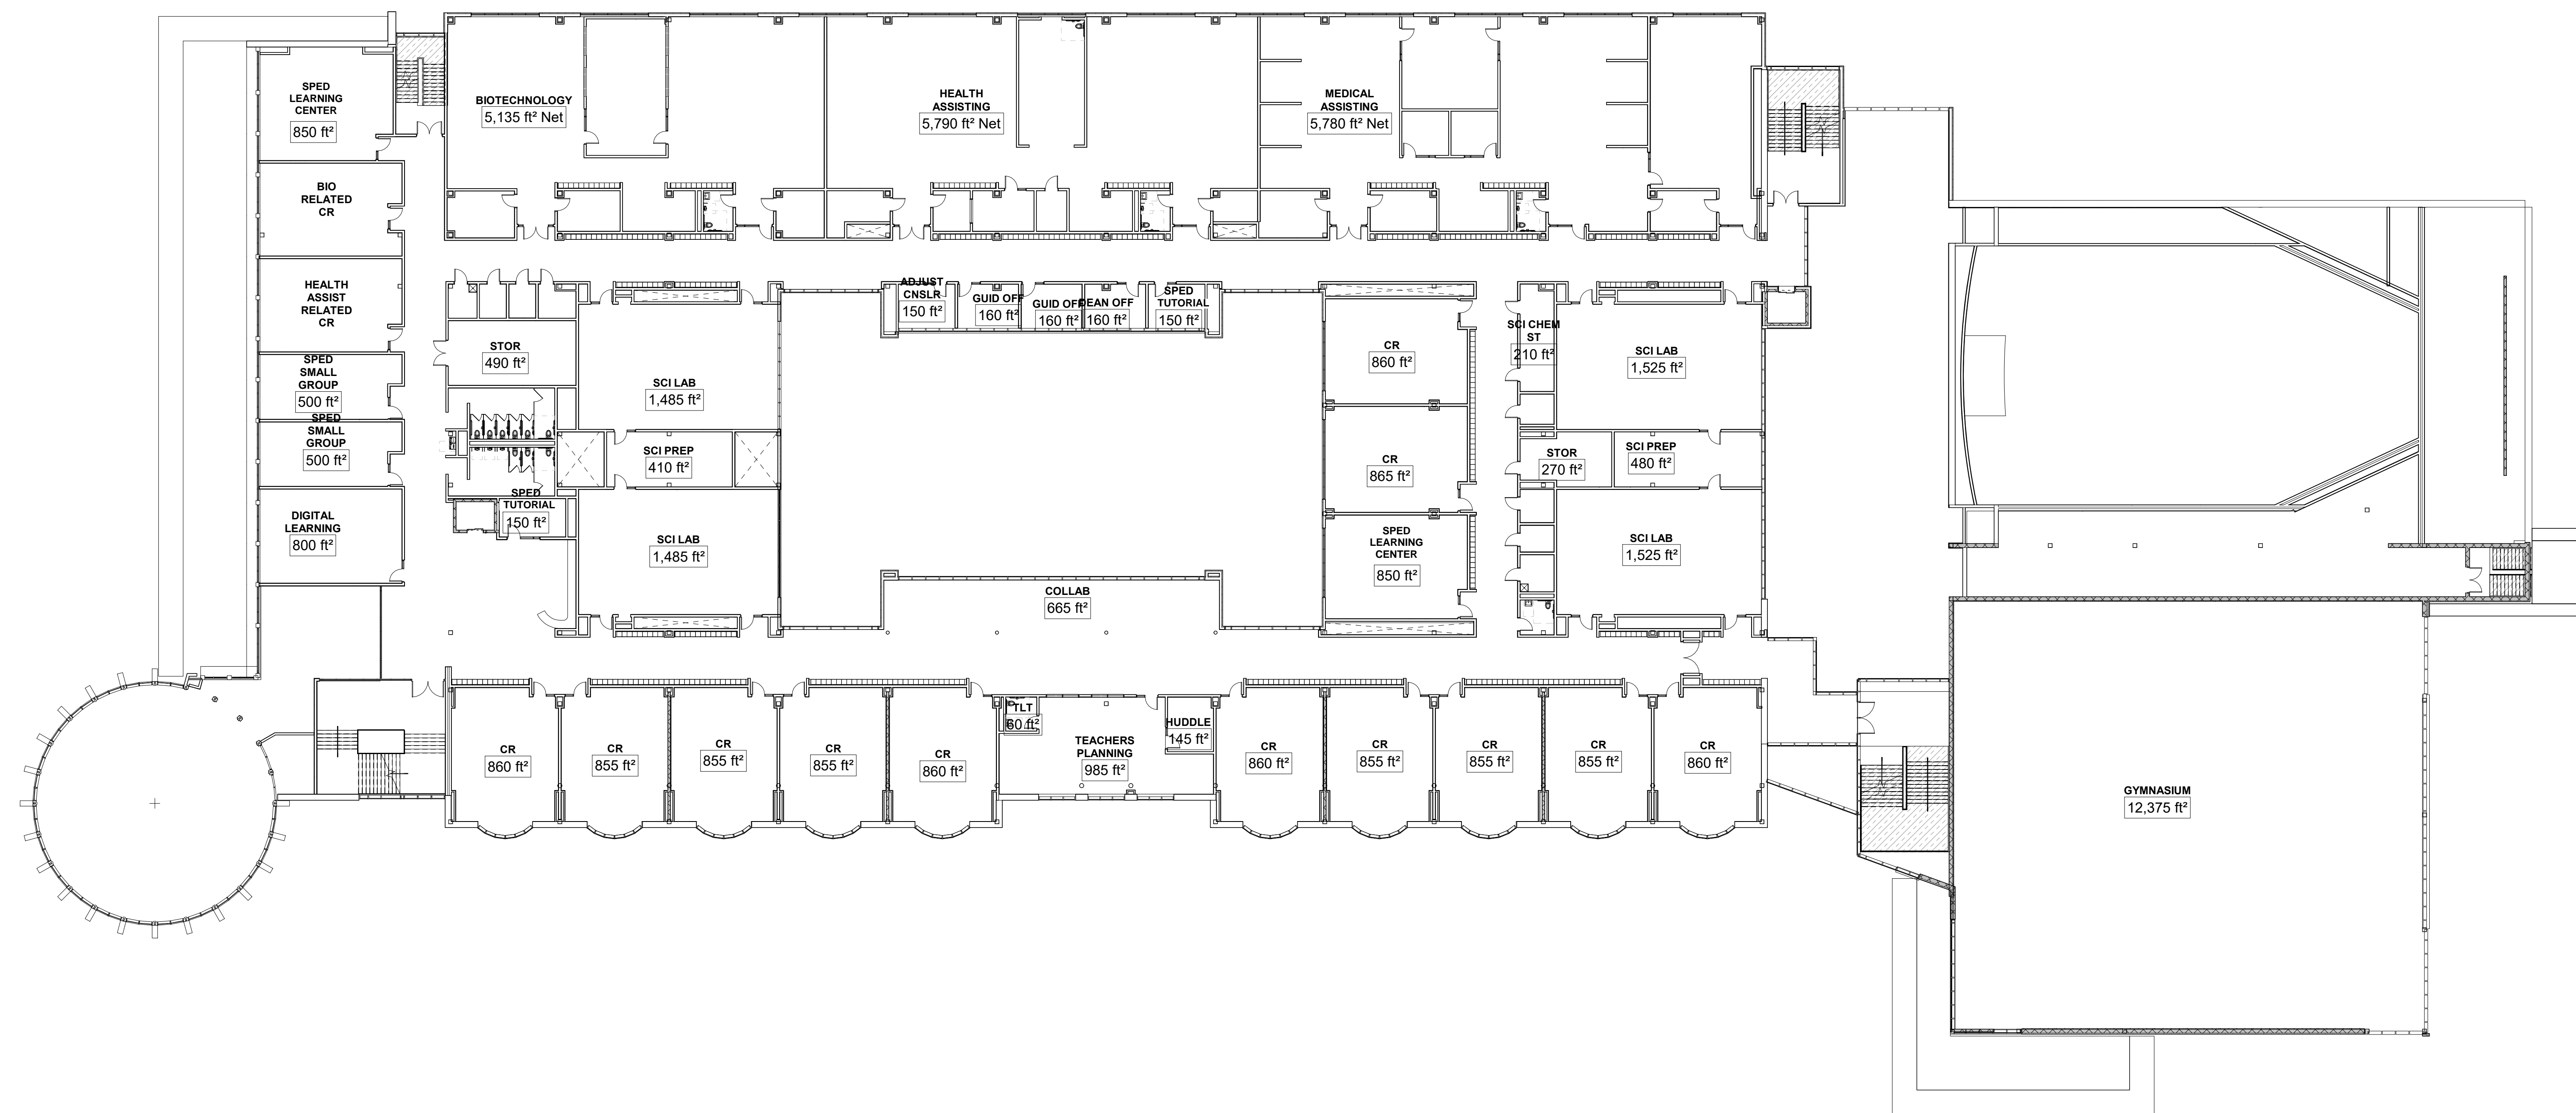 SPED
LEARNING
CENTER
850 ft²
BIOTECHNOLOGY
5,135 ft² Net
HEALTH
ASSISTING
5,790 ft² Net
MEDICAL
ASSISTING
5,780 ft² Net
BIO
RELATED
CR
HEALTH
ASSIST
RELATED
CR
SPED
SMALL
GROUP
500 ft²
SPED
SMALL
GROUP
500 ft²
DIGITAL
LEARNING
800 ft²
STOR
490 ft²
SPED
TUTORIAL
150 ft²
SCI LAB
1,485 ft²
SCI PREP
410 ft²
SCI LAB
1,485 ft²
ADJUST
CNSLR
150 ft²
GUID OFF
160 ft²
GUID OFF
160 ft²
DEAN OFF
160 ft²
SPED
TUTORIAL
150 ft²
COLLAB
665 ft²
CR
860 ft²
CR
865 ft²
SPED
LEARNING
CENTER
850 ft²
SCI CHEM
ST
210 ft²
STOR
270 ft²
SCI LAB
1,525 ft²
SCI PREP
480 ft²
SCI LAB
1,525 ft²
CR
860 ft²
CR
855 ft²
CR
855 ft²
CR
855 ft²
CR
860 ft²
TLT
60 ft²
TEACHERS
PLANNING
985 ft²
HUDDLE
145 ft²
CR
860 ft²
CR
855 ft²
CR
855 ft²
CR
855 ft²
CR
860 ft²
GYMNASIUM
12,375 ft²